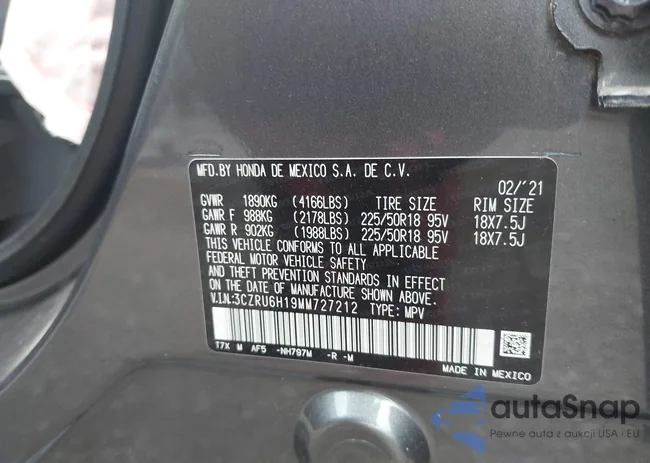 MFD.BY HONDA DE MEXICO S.A. DE C.V.
02/'21
GVWR 1890KG (4166LBS) TIRE SIZE RIM SIZE
GAWR F 988KG (2178LBS) 225/50R18 95V 18X7.5J
GAWR R 902KG (1988LBS) 225/50R18 95V 18X7.5J
THIS VEHICLE CONFORMS TO ALL APPLICABLE
FEDERAL MOTOR VEHICLE SAFETY
AND THEFT PREVENTION STANDARDS IN EFFECT
ON THE DATE OF MANUFACTURE SHOWN ABOVE.
V.I.N:3CZRU6H19MM727212 TYPE: MPV
T7X M AF5 -NH797M -R -M
MADE IN MEXICO
autaSnap
Pewne auta z aukcji USA i EU